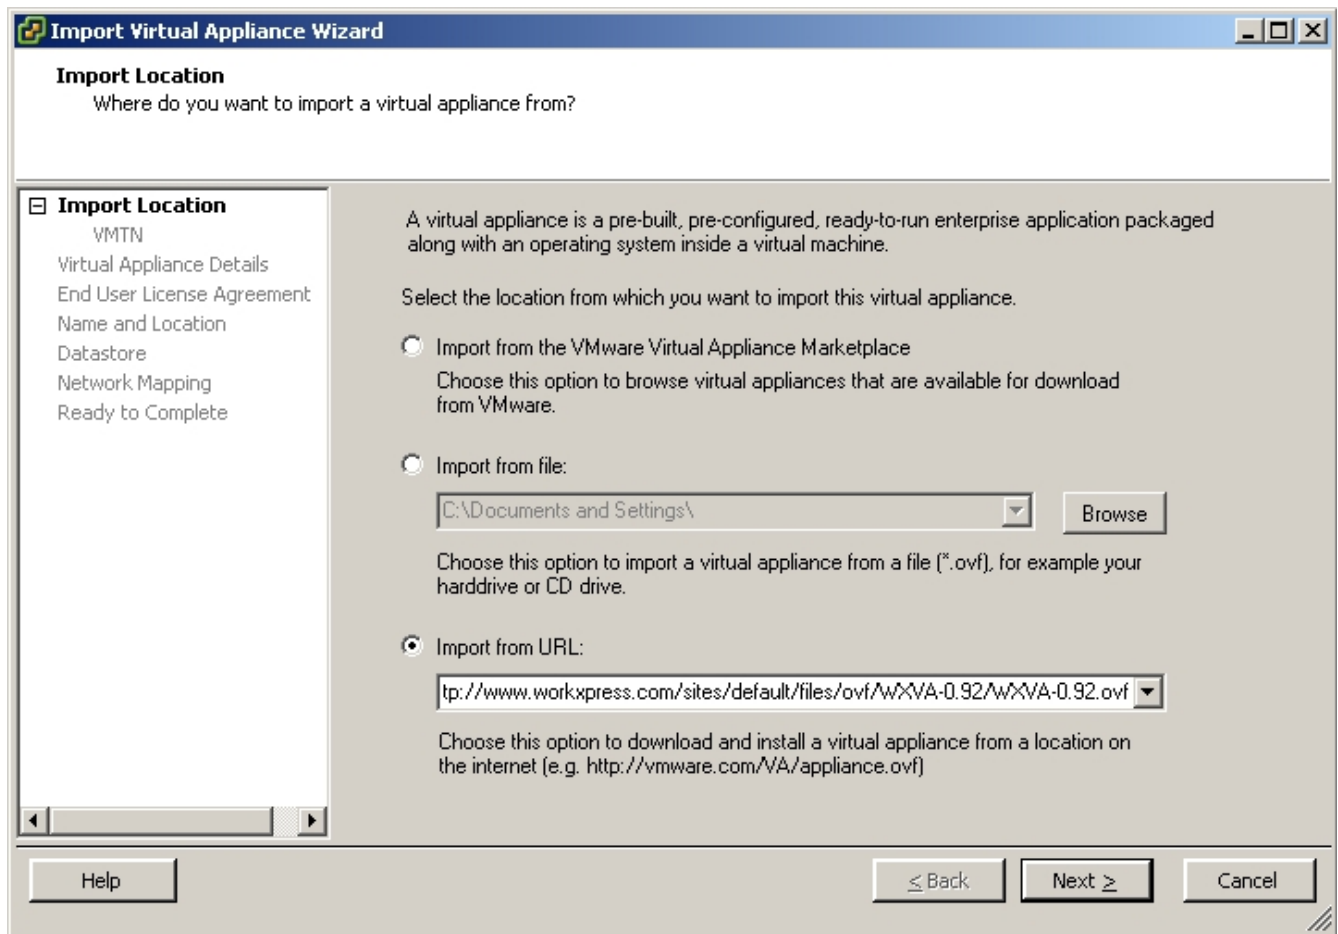 Import Virtual Appliance Wizard
Import Location
Where do you want to import a virtual appliance from?
Import Location
VMTN
Virtual Appliance Details
End User License Agreement
Name and Location
Datastore
Network Mapping
Ready to Complete
A virtual appliance is a pre-built, pre-configured, ready-to-run enterprise application packaged
along with an operating system inside a virtual machine.
Select the location from which you want to import this virtual appliance.
Import from the VMware Virtual Appliance Marketplace
Choose this option to browse virtual appliances that are available for download
from VMware.
Import from file:
C:\Documents and Settings\
Browse
Choose this option to import a virtual appliance from a file (*.ovf), for example your
harddrive or CD drive.
Import from URL:
tp://www.workxpress.com/sites/default/files/ovf/WXVA-0.92/WXVA-0.92.ovf
Choose this option to download and install a virtual appliance from a location on
the internet (e.g. http://vmware.com/VA/appliance.ovf)
Help
< Back
Next >
Cancel